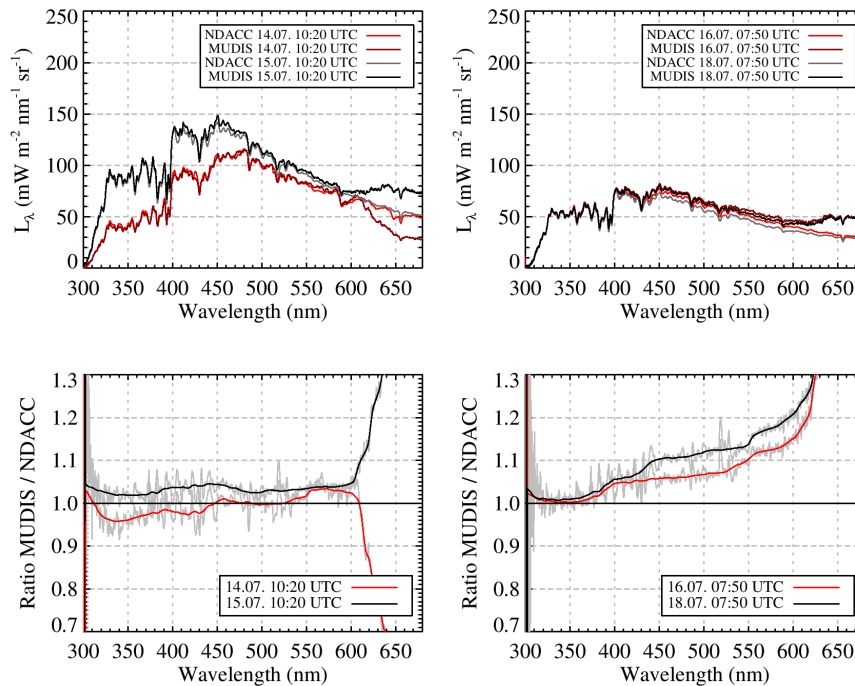 NDACC 14.07. 10:20 UTC
MUDIS 14.07. 10:20 UTC
NDACC 15.07. 10:20 UTC
MUDIS 15.07. 10:20 UTC
250
200
150
100
50
0
L_λ (mW m⁻² nm⁻¹ sr⁻¹)
300 350 400 450 500 550 600 650
Wavelength (nm)
NDACC 16.07. 07:50 UTC
MUDIS 16.07. 07:50 UTC
NDACC 18.07. 07:50 UTC
MUDIS 18.07. 07:50 UTC
250
200
150
100
50
0
L_λ (mW m⁻² nm⁻¹ sr⁻¹)
300 350 400 450 500 550 600 650
Wavelength (nm)
1.3
1.2
1.1
1.0
0.9
0.8
0.7
Ratio MUDIS / NDACC
14.07. 10:20 UTC
15.07. 10:20 UTC
300 350 400 450 500 550 600 650
Wavelength (nm)
1.3
1.2
1.1
1.0
0.9
0.8
0.7
Ratio MUDIS / NDACC
16.07. 07:50 UTC
18.07. 07:50 UTC
300 350 400 450 500 550 600 650
Wavelength (nm)